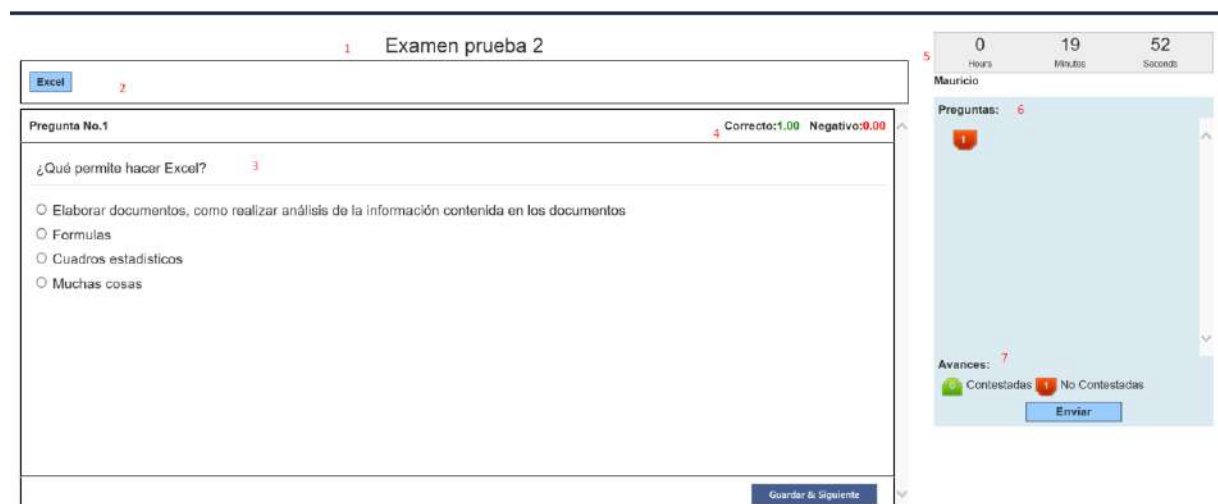 1 Examen prueba 2
Excel 2
Pregunta No.1 4 Correcto:1.00 Negativo:0.00
¿Qué permite hacer Excel? 3
Elaborar documentos, como realizar análisis de la información contenida en los documentos
Formulas
Cuadros estadisticos
Muchas cosas
Guardar & Siguiente
5 0 19 52
Hours Minutos Seconds
Mauricio
Preguntas: 6
1
Avances: 7
0 Contestadas 1 No Contestadas
Enviar